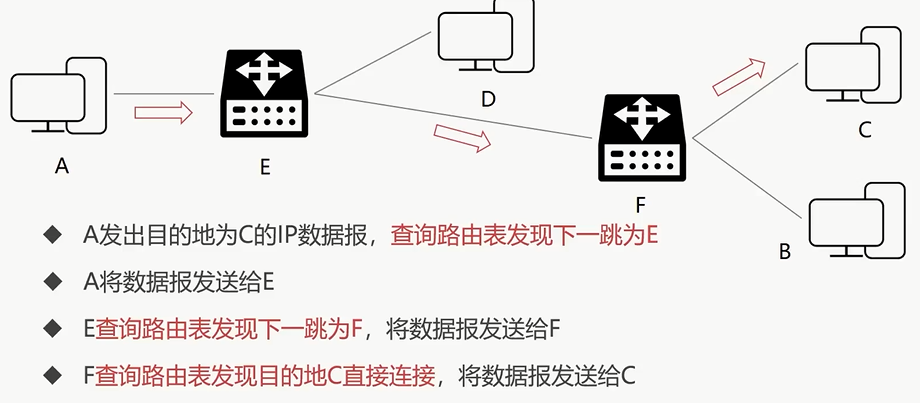 D
A
E
C
F
B
◆ A发出目的地为C的IP数据报，查询路由表发现下一跳为E
◆ A将数据报发送给E
◆ E查询路由表发现下一跳为F，将数据报发送给F
◆ F查询路由表发现目的地C直接连接，将数据报发送给C